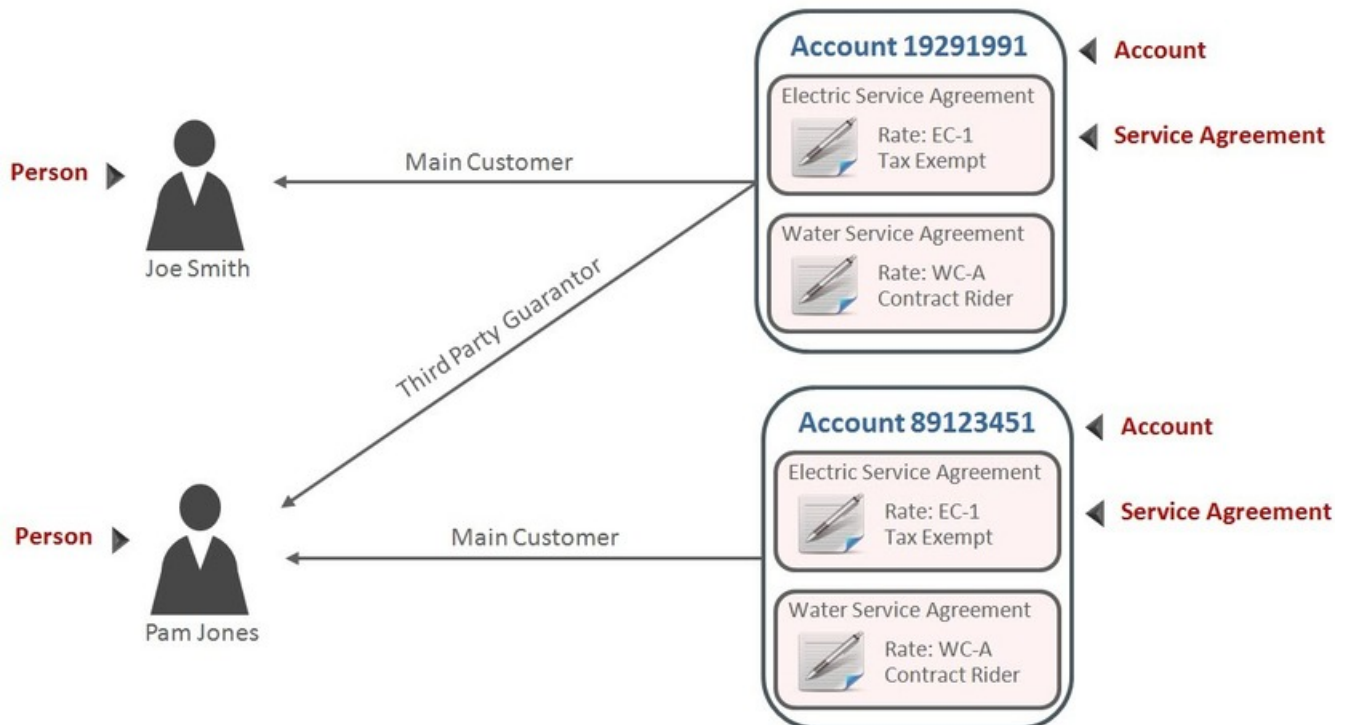 Account 19291991
Account
Electric Service Agreement
Rate: EC-1
Tax Exempt
Service Agreement
Main Customer
Person
Joe Smith
Water Service Agreement
Rate: WC-A
Contract Rider
Third Party Guarantor
Account 89123451
Account
Electric Service Agreement
Rate: EC-1
Tax Exempt
Service Agreement
Main Customer
Person
Pam Jones
Water Service Agreement
Rate: WC-A
Contract Rider